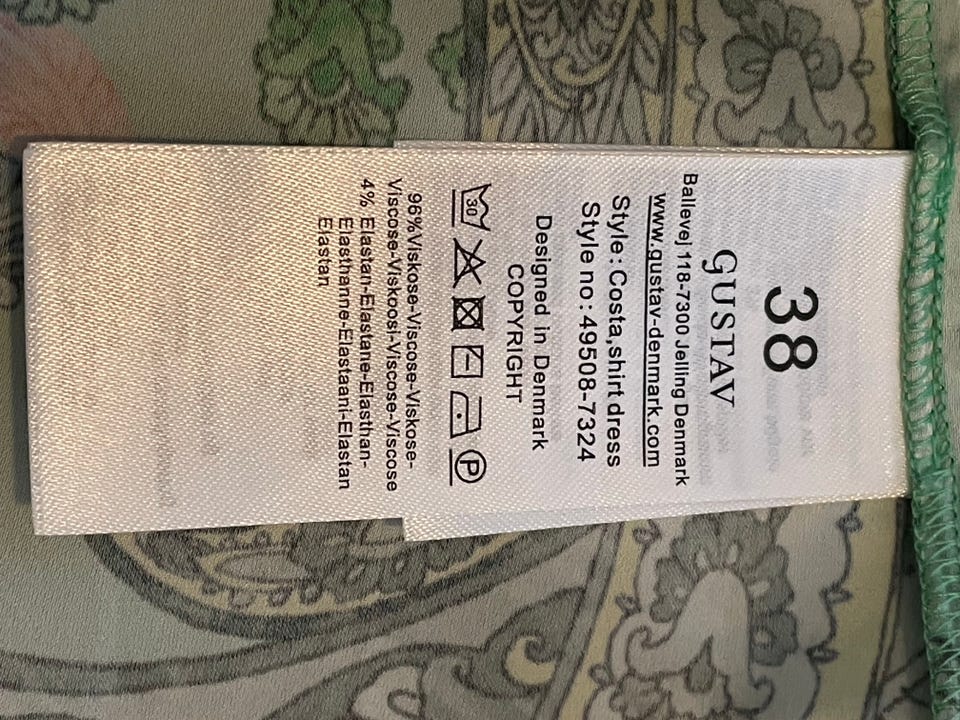 38
GUSTAV
Ballevej 118-7300 Jelling Denmark
www.gustav-denmark.com
Style: Costa,shirt dress
Style no: 49508-7324
Designed in Denmark
COPYRIGHT
30 P
96%Viskose-Viscose-Viskose-
Viscose-Viskoosi-Viscose-Viscose
4% Elastan-Elastane-Elasthan-
Elasthanne-Elastaani-Elastan
Elastan